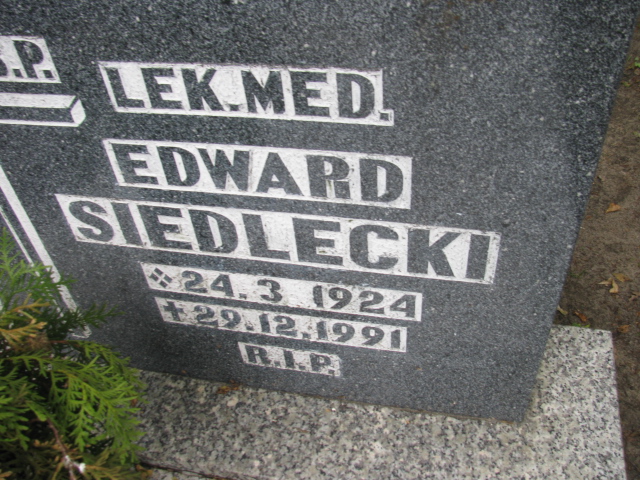 Ś.P.
LEK.MED.
EDWARD
SIEDLECKI
24.3 1924
✝29.12.1991
R.I.P.